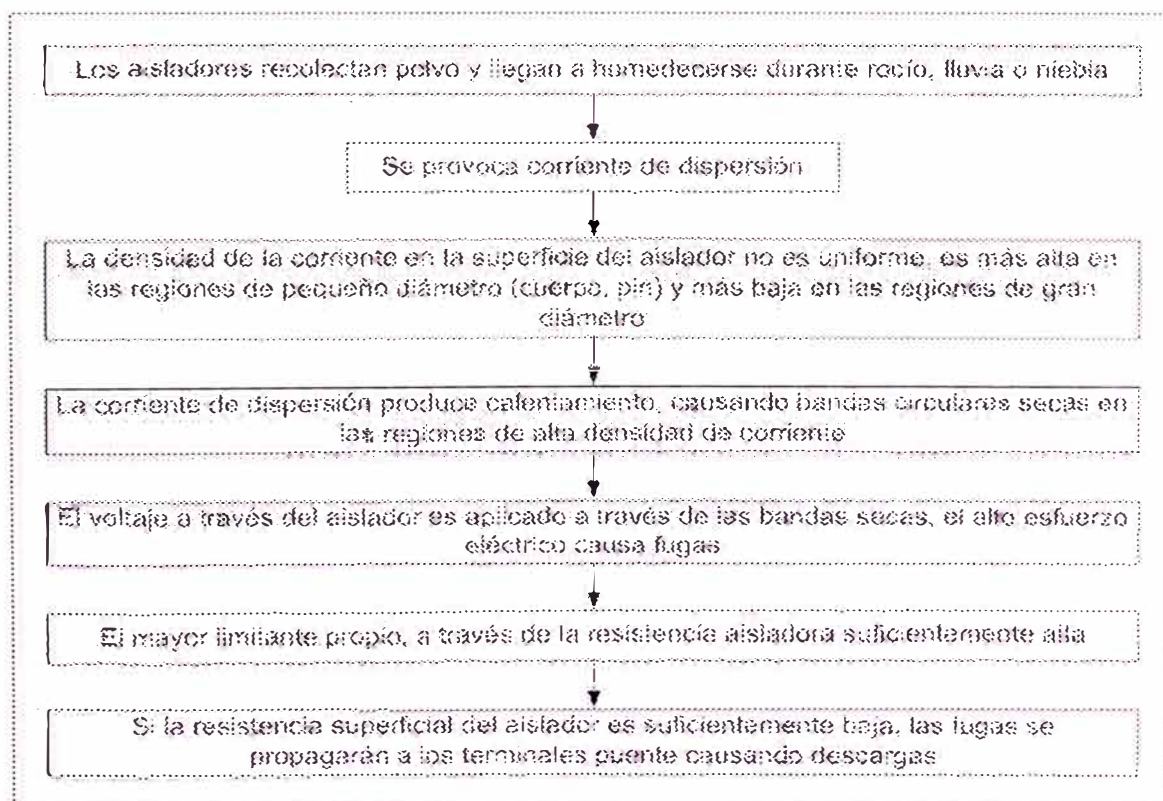 Los aisladores recolectan polvo y llegan a homedecerse durante rocío, lluvia o niebla
Se provoca corriente de dispersión
La densidad de la corriente en la superficie del aislador no es uniforme, es más alta en
las regiones de pequeño diámetro (cuerpo, pin) y más baja en las regiones de gran
diámetro
La corriente de dispersión produce calentamiento, causando bandas circulares secas en
las regiones de alta densidad de corriente
El voltaje a través del aislador es aplicado a través de las bandas secas, el alto esfuerzo
eléctrico causa fugas
El mayor limitante propio, a través de la resistencia aisladora suficientemente alta
Si la resistencia superficial del aislador es suficientemente baja, las fugas se
propagarán a los terminales puente causando descargas